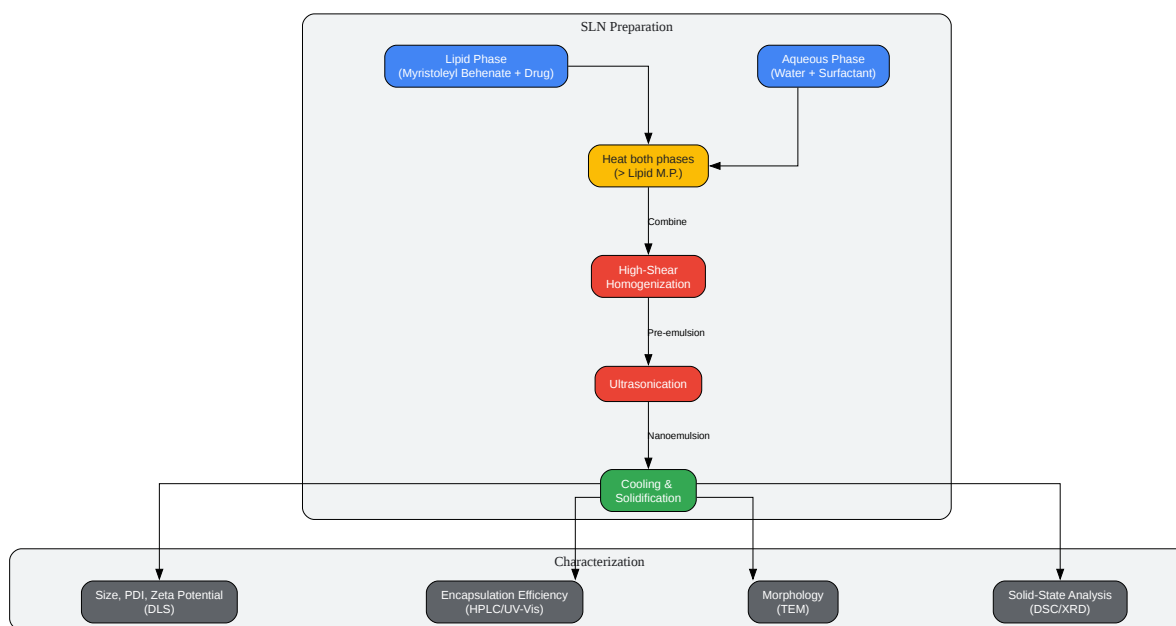 SLN Preparation
Lipid Phase
(Myristoleyl Behenate + Drug)
Aqueous Phase
(Water + Surfactant)
Heat both phases
(> Lipid M.P.)
Combine
High-Shear
Homogenization
Pre-emulsion
Ultrasonication
Nanoemulsion
Cooling &
Solidification
Characterization
Size, PDI, Zeta Potential
(DLS)
Encapsulation Efficiency
(HPLC/UV-Vis)
Morphology
(TEM)
Solid-State Analysis
(DSC/XRD)